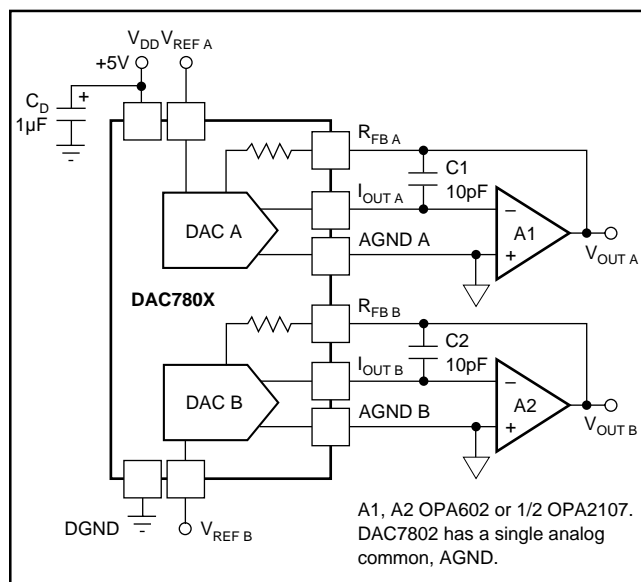 V_DD V_REF A
+5V
C_D
1µF
+
R_FB A
C1
10pF
I_OUT A
DAC A
AGND A
−
A1
+
V_OUT A
DAC780X
R_FB B
C2
10pF
I_OUT B
DAC B
AGND B
−
A2
+
V_OUT B
DGND
V_REF B
A1, A2 OPA602 or 1/2 OPA2107.
DAC7802 has a single analog
common, AGND.